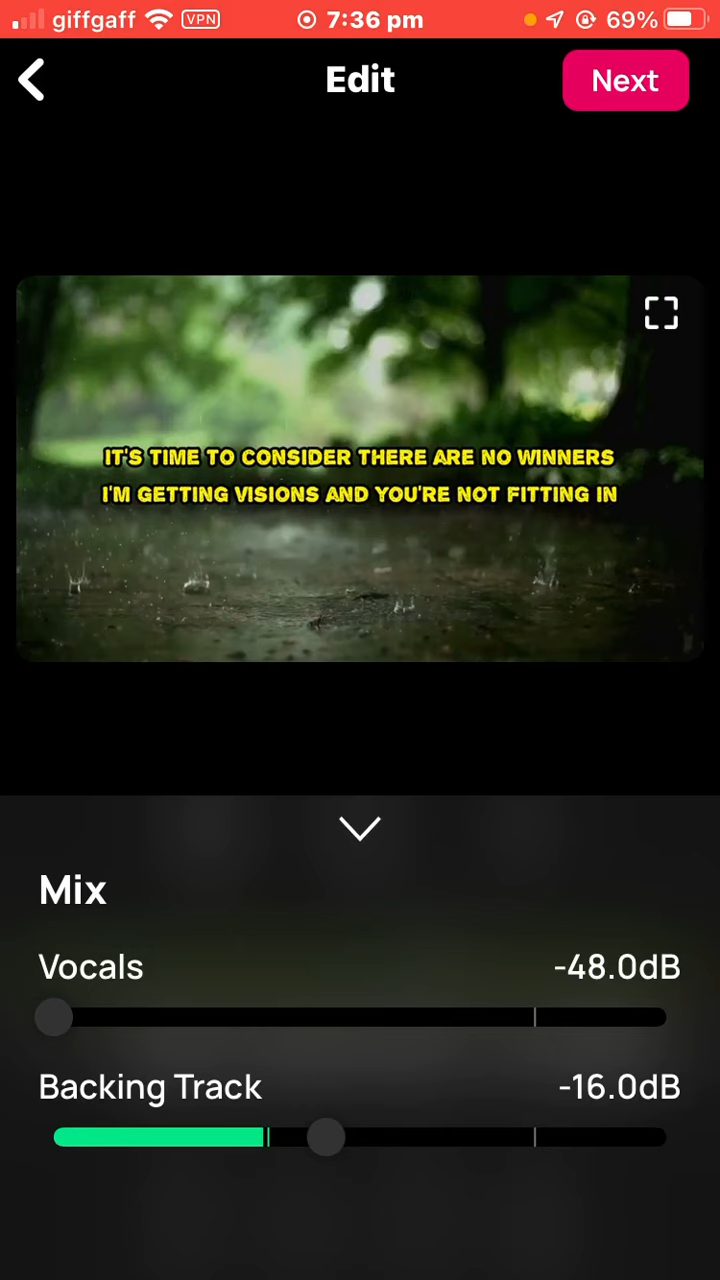 giffgaff VPN 7:36 pm 69%
Edit
Next
IT'S TIME TO CONSIDER THERE ARE NO WINNERS
I'M GETTING VISIONS AND YOU'RE NOT FITTING IN
Mix
Vocals -48.0dB
Backing Track -16.0dB